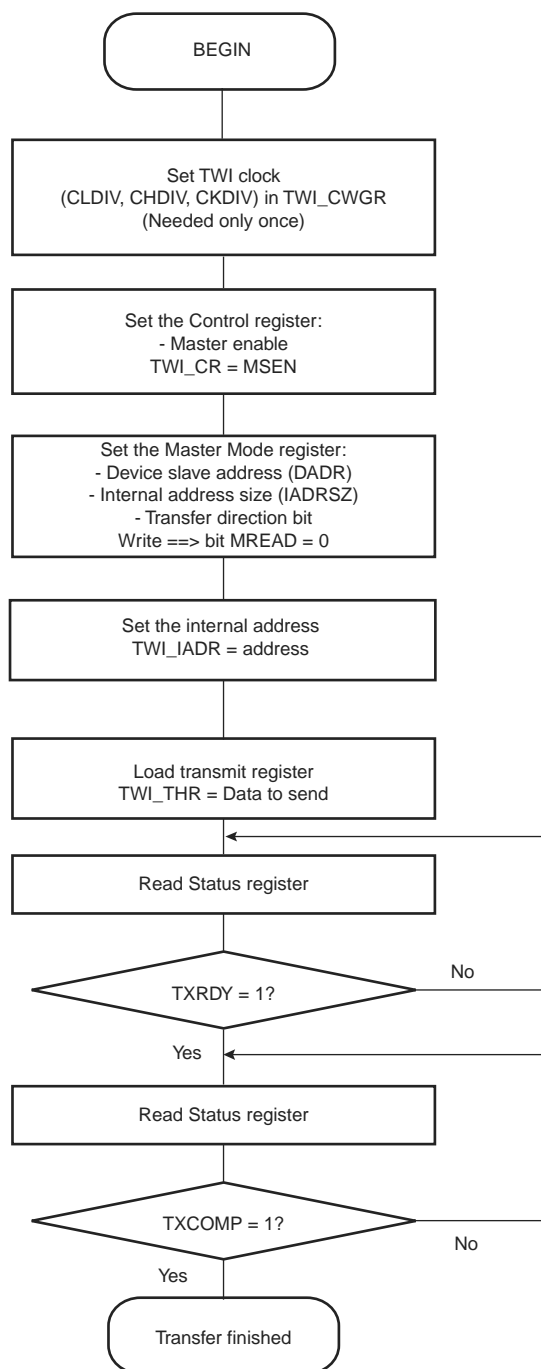 BEGIN
Set TWI clock
(CLDIV, CHDIV, CKDIV) in TWI_CWGR
(Needed only once)
Set the Control register:
- Master enable
TWI_CR = MSEN
Set the Master Mode register:
- Device slave address (DADR)
- Internal address size (IADRSZ)
- Transfer direction bit
Write ==> bit MREAD = 0
Set the internal address
TWI_IADR = address
Load transmit register
TWI_THR = Data to send
Read Status register
TXRDY = 1?
No
Yes
Read Status register
TXCOMP = 1?
No
Yes
Transfer finished